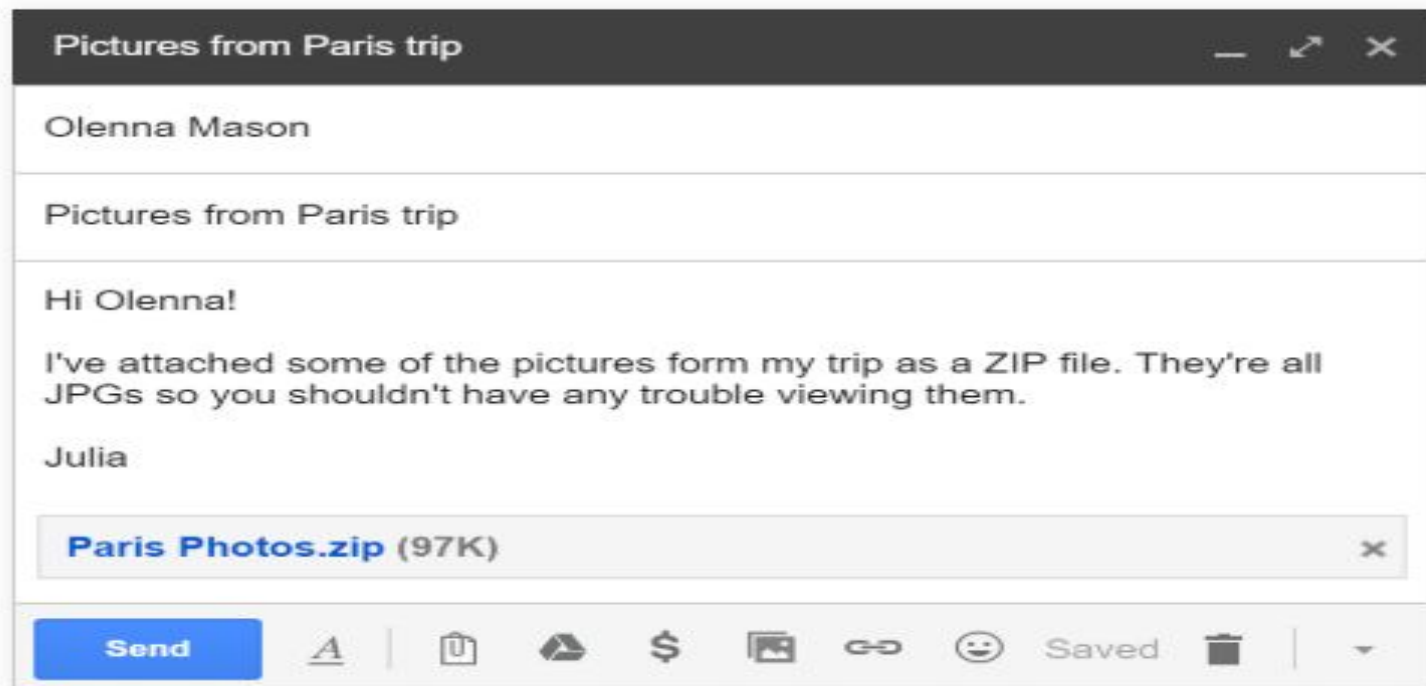 Pictures from Paris trip
Olenna Mason
Pictures from Paris trip
Hi Olenna!
I've attached some of the pictures form my trip as a ZIP file. They're all
JPGs so you shouldn't have any trouble viewing them.
Julia
Paris Photos.zip (97K)
Send A $ Saved